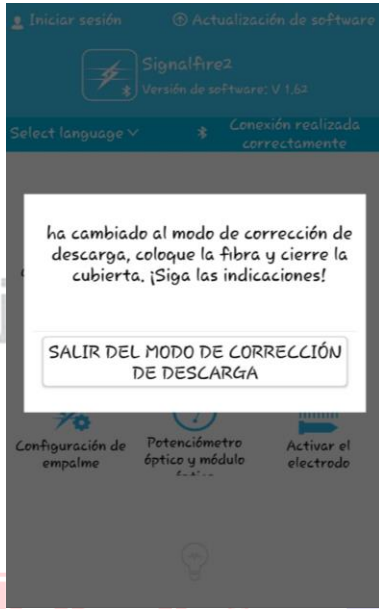 Iniciar sesión
Actualización de software
Signalfire2
Versión de software: V 1.62
Select language
Conexión realizada
correctamente
ha cambiado al modo de corrección de
descarga, coloque la fibra y cierre la
cubierta. ¡Siga las indicaciones!
SALIR DEL MODO DE CORRECCIÓN
DE DESCARGA
Configuración de
empalme
Potenciómetro
óptico y módulo
Activar el
electrodo